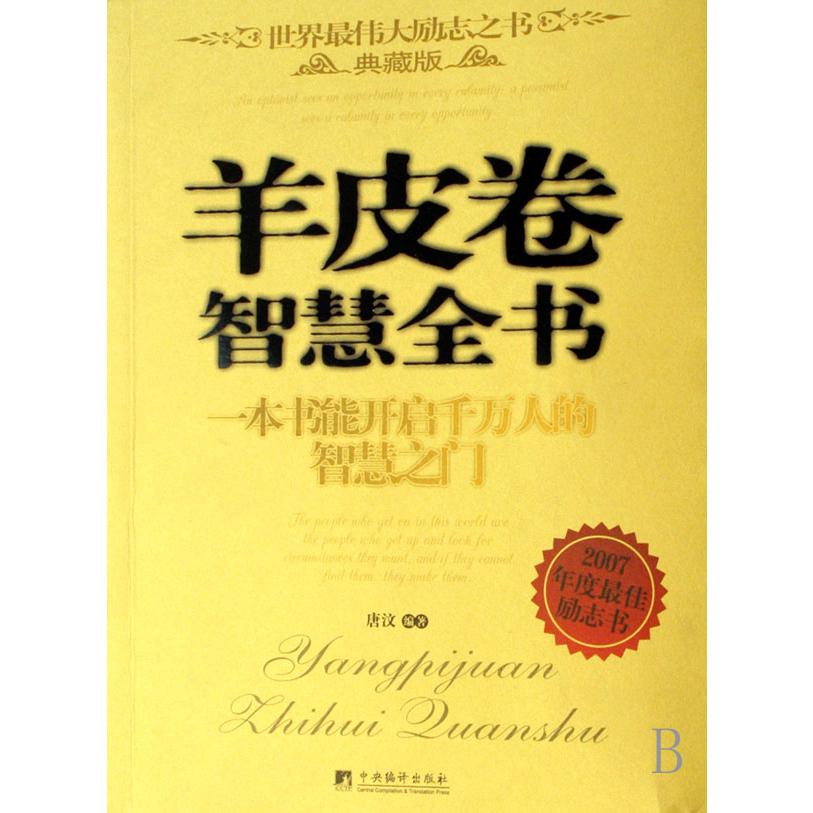 世界最伟大励志之书
典藏版
An optimist sees an opportunity in every calamity; a pessimist
sees a calamity in every opportunity.
羊皮卷
智慧全书
一本书能开启千万人的
智慧之门
The people who get on in this world are
the people who get up and look for
circumstances they want, and if they cannot
find them, they make them.
2007
年度最佳
励志书
唐汶 编著
Yangpijuan
Zhihui Quanshu
B
CCTP
中央编译出版社
Central Compilation & Translation Press